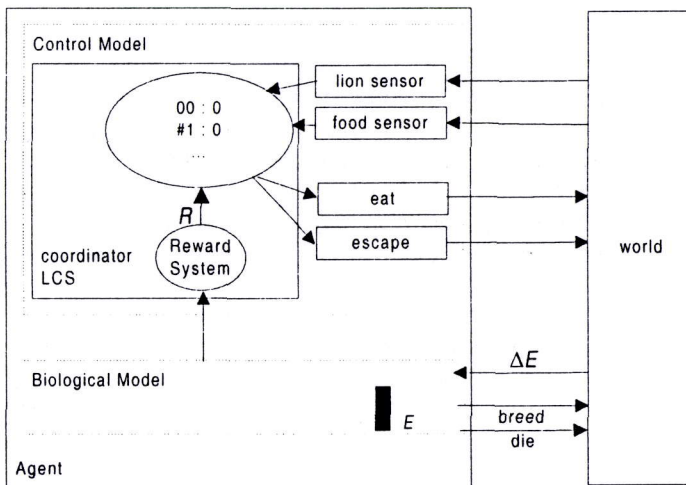 Control Model
lion sensor
00 : 0
#1 : 0
...
food sensor
eat
R
escape
Reward
System
coordinator
LCS
world
ΔE
Biological Model
E
breed
die
Agent